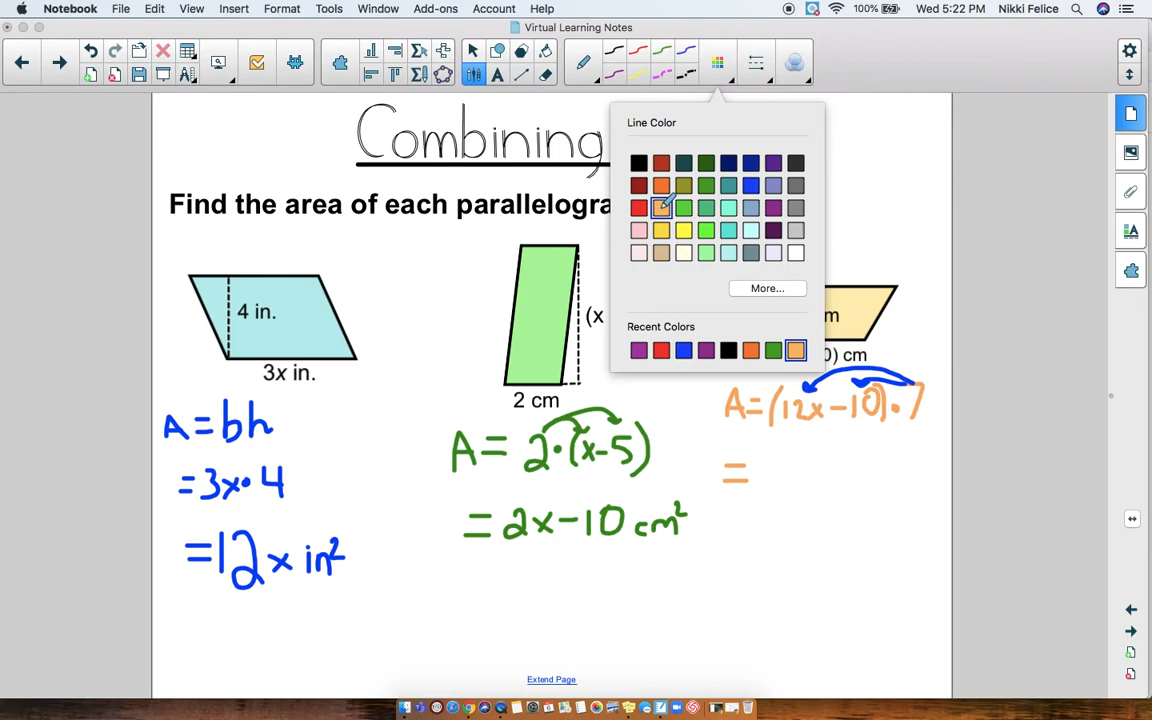 Notebook File Edit View Insert Format Tools Window Add-ons Account Help 100% Wed 5:22 PM Nikki Felice
Virtual Learning Notes
Combining
Line Color
More...
Recent Colors
Find the area of each parallelogra
4 in.
3x in.
(x
2 cm
m
0) cm
A = bh
= 3x • 4
= 12x in²
A = 2 • (x - 5)
= 2x - 10 cm²
A = (12x - 10) • 7
=
Extend Page